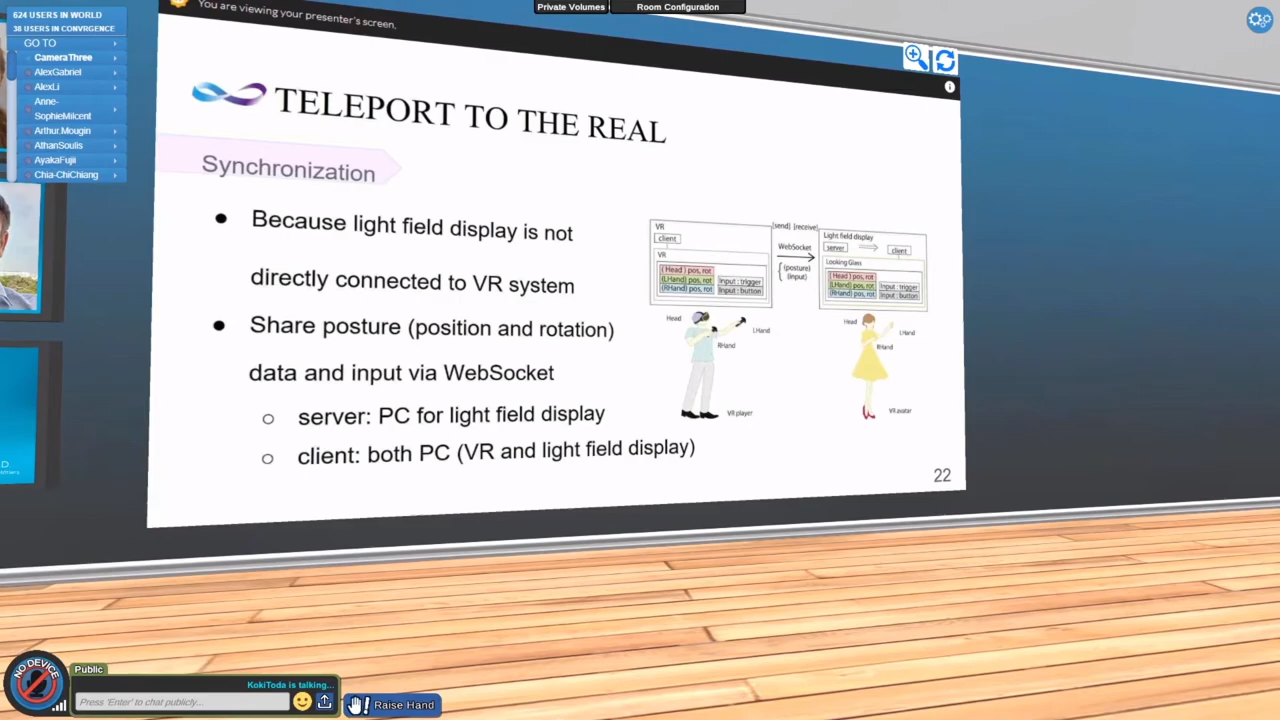 624 USERS IN WORLD
38 USERS IN CONVRGENCE
GO TO
CameraThree
AlexGabriel
AlexLi
Anne-
SophieMilcent
Arthur.Mougin
AthanSoulis
AyakaFujii
Chia-ChiChiang
You are viewing your presenter's screen.
Private Volumes
Room Configuration
TELEPORT TO THE REAL
Synchronization
● Because light field display is not
directly connected to VR system
● Share posture (position and rotation)
data and input via WebSocket
○ server: PC for light field display
○ client: both PC (VR and light field display)
VR
client
VR
(Head) pos, rot
(LHand) pos, rot
(RHand) pos, rot
Input : trigger
Input : button
[send] [receive]
WebSocket
(posture)
(input)
Light field display
server
client
Looking Glass
(Head) pos, rot
(LHand) pos, rot
(RHand) pos, rot
Input : trigger
Input : button
Head
LHand
RHand
VR player
Head
LHand
RHand
VR avatar
22
D
NO DEVICE
Public
KokiToda is talking...
Press 'Enter' to chat publicly...
Raise Hand